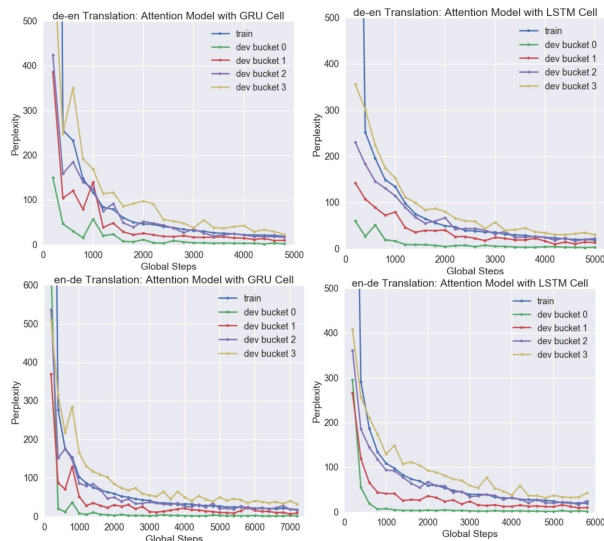 de-en Translation: Attention Model with GRU Cell
500
400
300
200
100
0
Perplexity
train
dev bucket 0
dev bucket 1
dev bucket 2
dev bucket 3
0 1000 2000 3000 4000 5000
Global Steps
de-en Translation: Attention Model with LSTM Cell
500
400
300
200
100
0
Perplexity
train
dev bucket 0
dev bucket 1
dev bucket 2
dev bucket 3
0 1000 2000 3000 4000 5000
Global Steps
en-de Translation: Attention Model with GRU Cell
600
500
400
300
200
100
0
Perplexity
train
dev bucket 0
dev bucket 1
dev bucket 2
dev bucket 3
0 1000 2000 3000 4000 5000 6000 7000
Global Steps
en-de Translation: Attention Model with LSTM Cell
500
400
300
200
100
0
Perplexity
train
dev bucket 0
dev bucket 1
dev bucket 2
dev bucket 3
0 1000 2000 3000 4000 5000
Global Steps